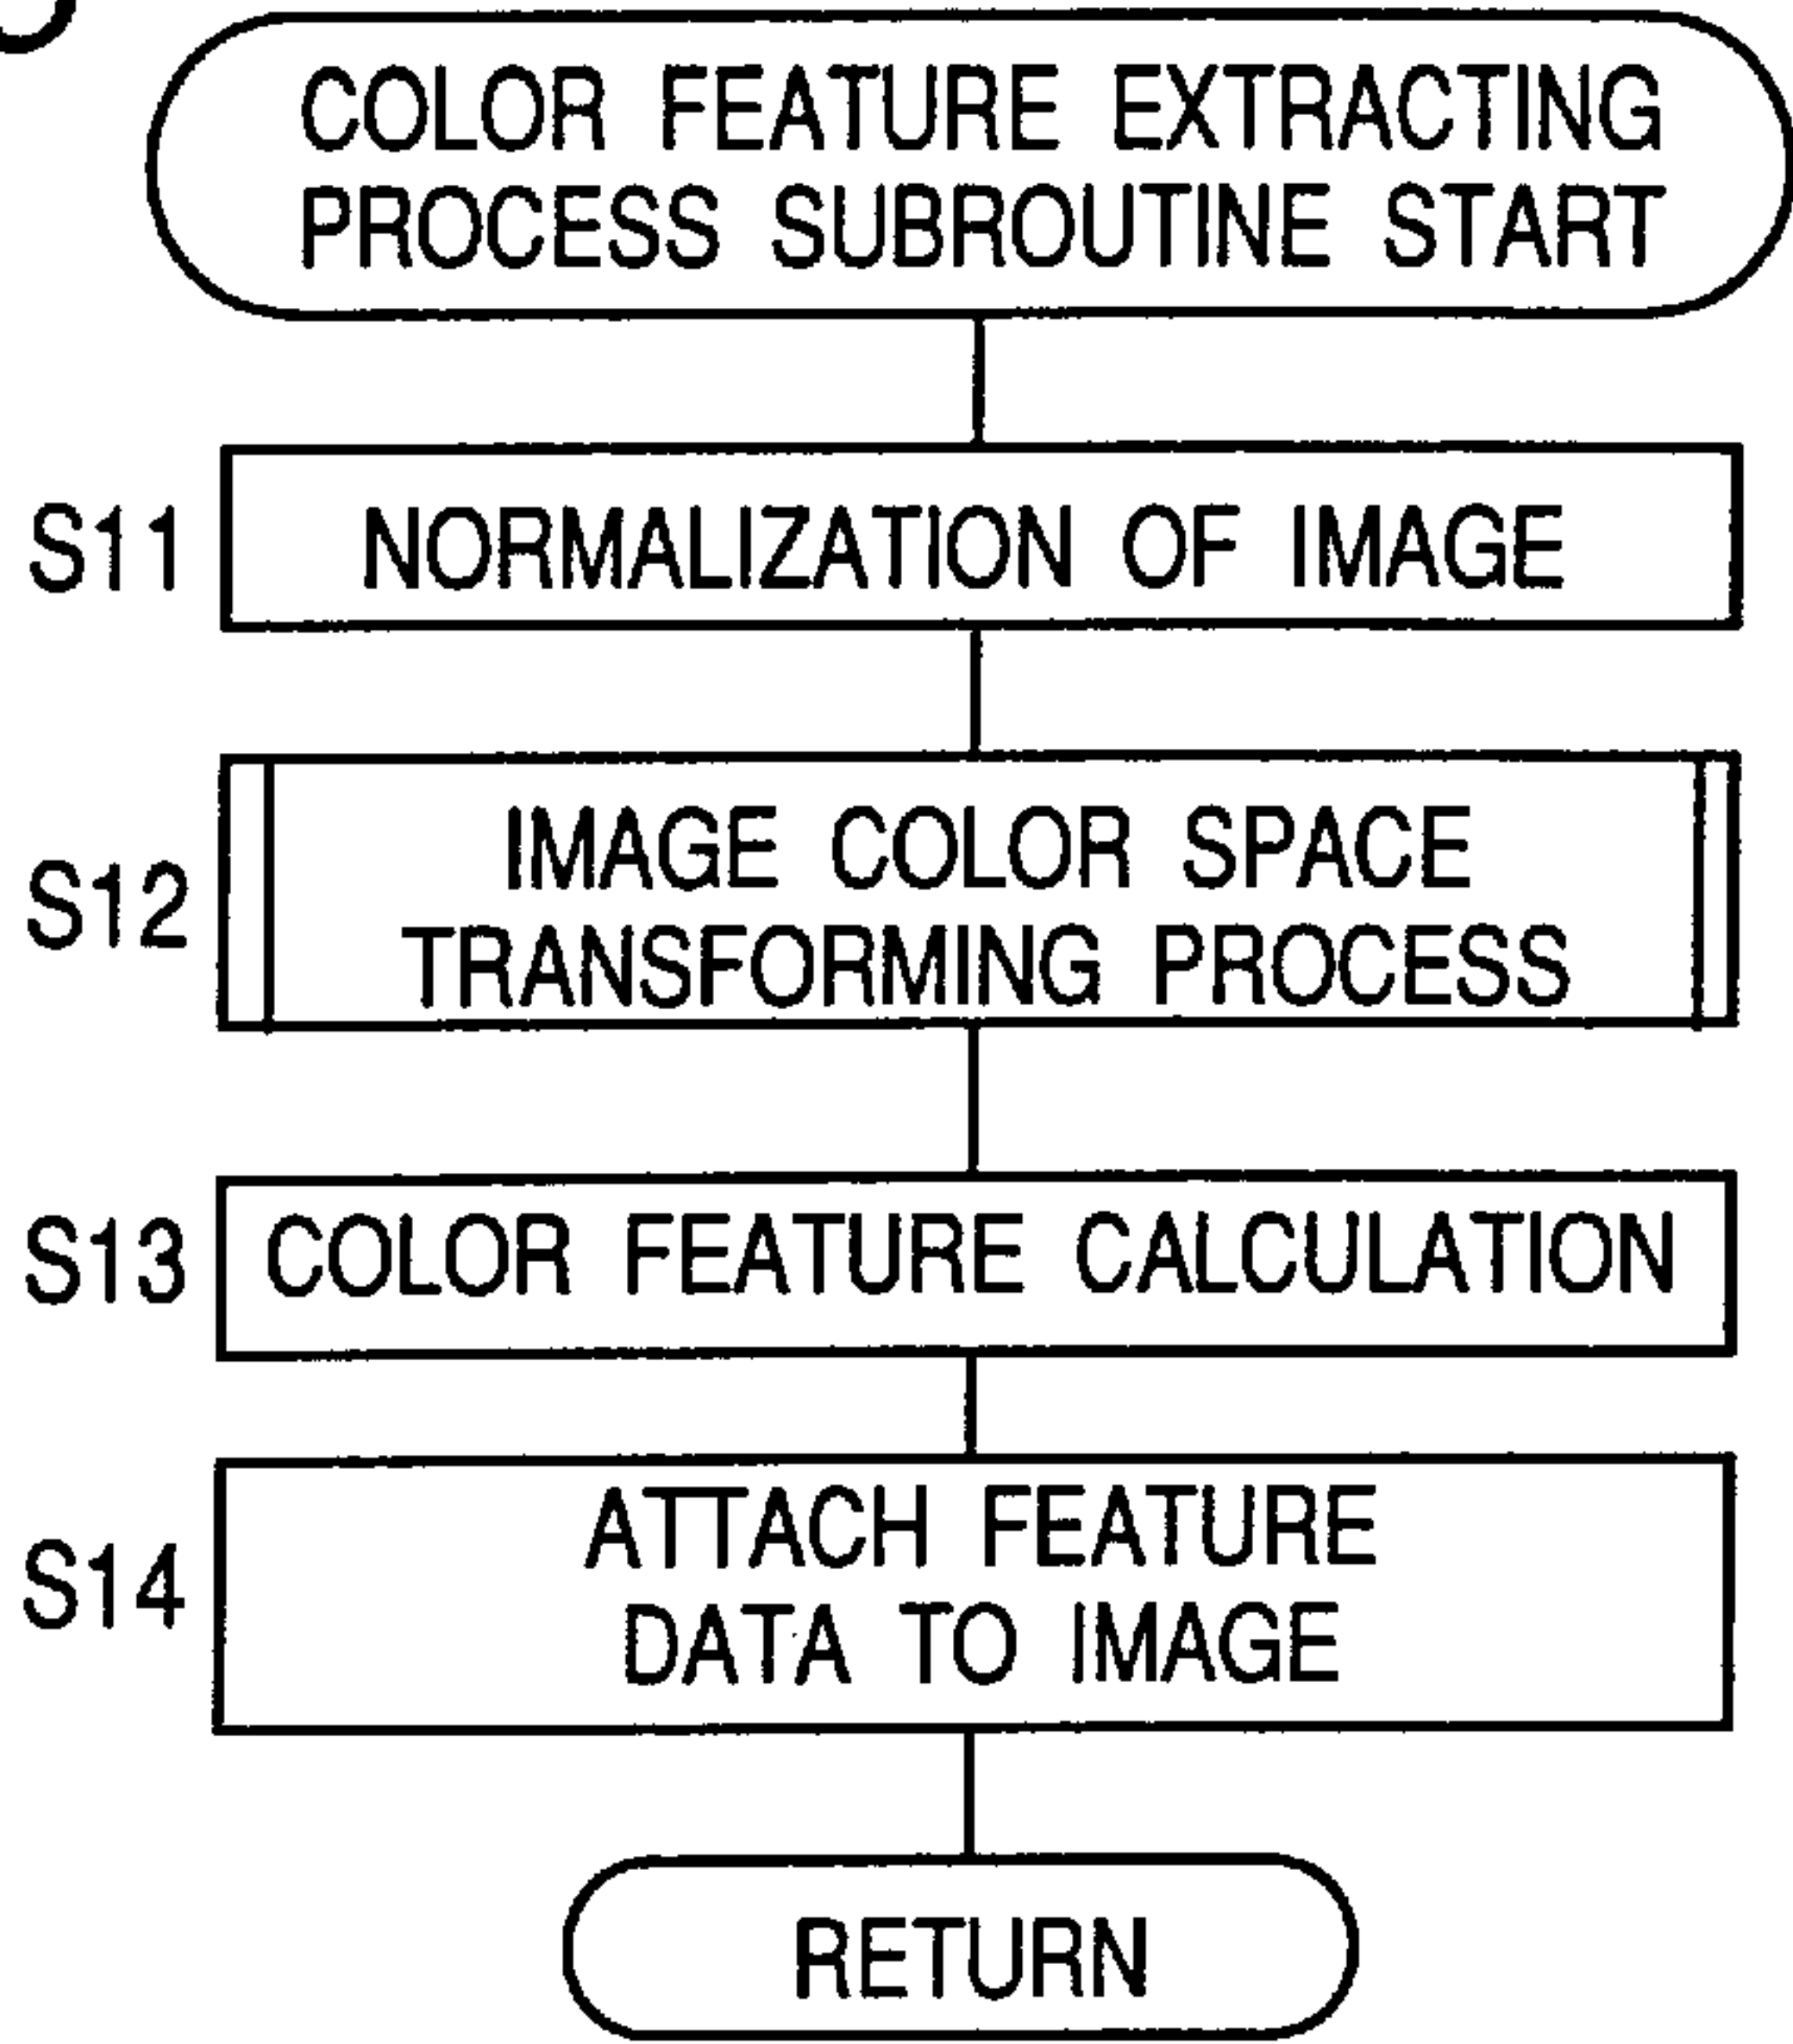 COLOR FEATURE EXTRACTING
PROCESS SUBROUTINE START
S11
NORMALIZATION OF IMAGE
S12
IMAGE COLOR SPACE
TRANSFORMING PROCESS
S13
COLOR FEATURE CALCULATION
S14
ATTACH FEATURE
DATA TO IMAGE
RETURN